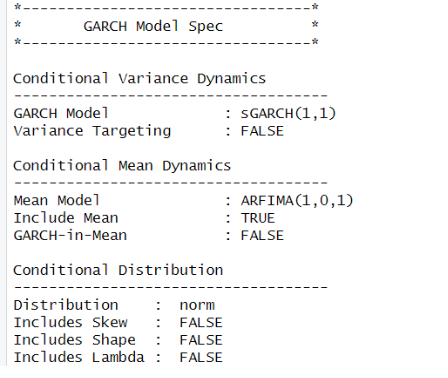 *---------------------------------*
*       GARCH Model Spec          *
*---------------------------------*
Conditional Variance Dynamics
------------------------------------
GARCH Model : sGARCH(1,1)
Variance Targeting : FALSE
Conditional Mean Dynamics
------------------------------------
Mean Model : ARFIMA(1,0,1)
Include Mean : TRUE
GARCH-in-Mean : FALSE
Conditional Distribution
------------------------------------
Distribution : norm
Includes Skew : FALSE
Includes Shape : FALSE
Includes Lambda : FALSE